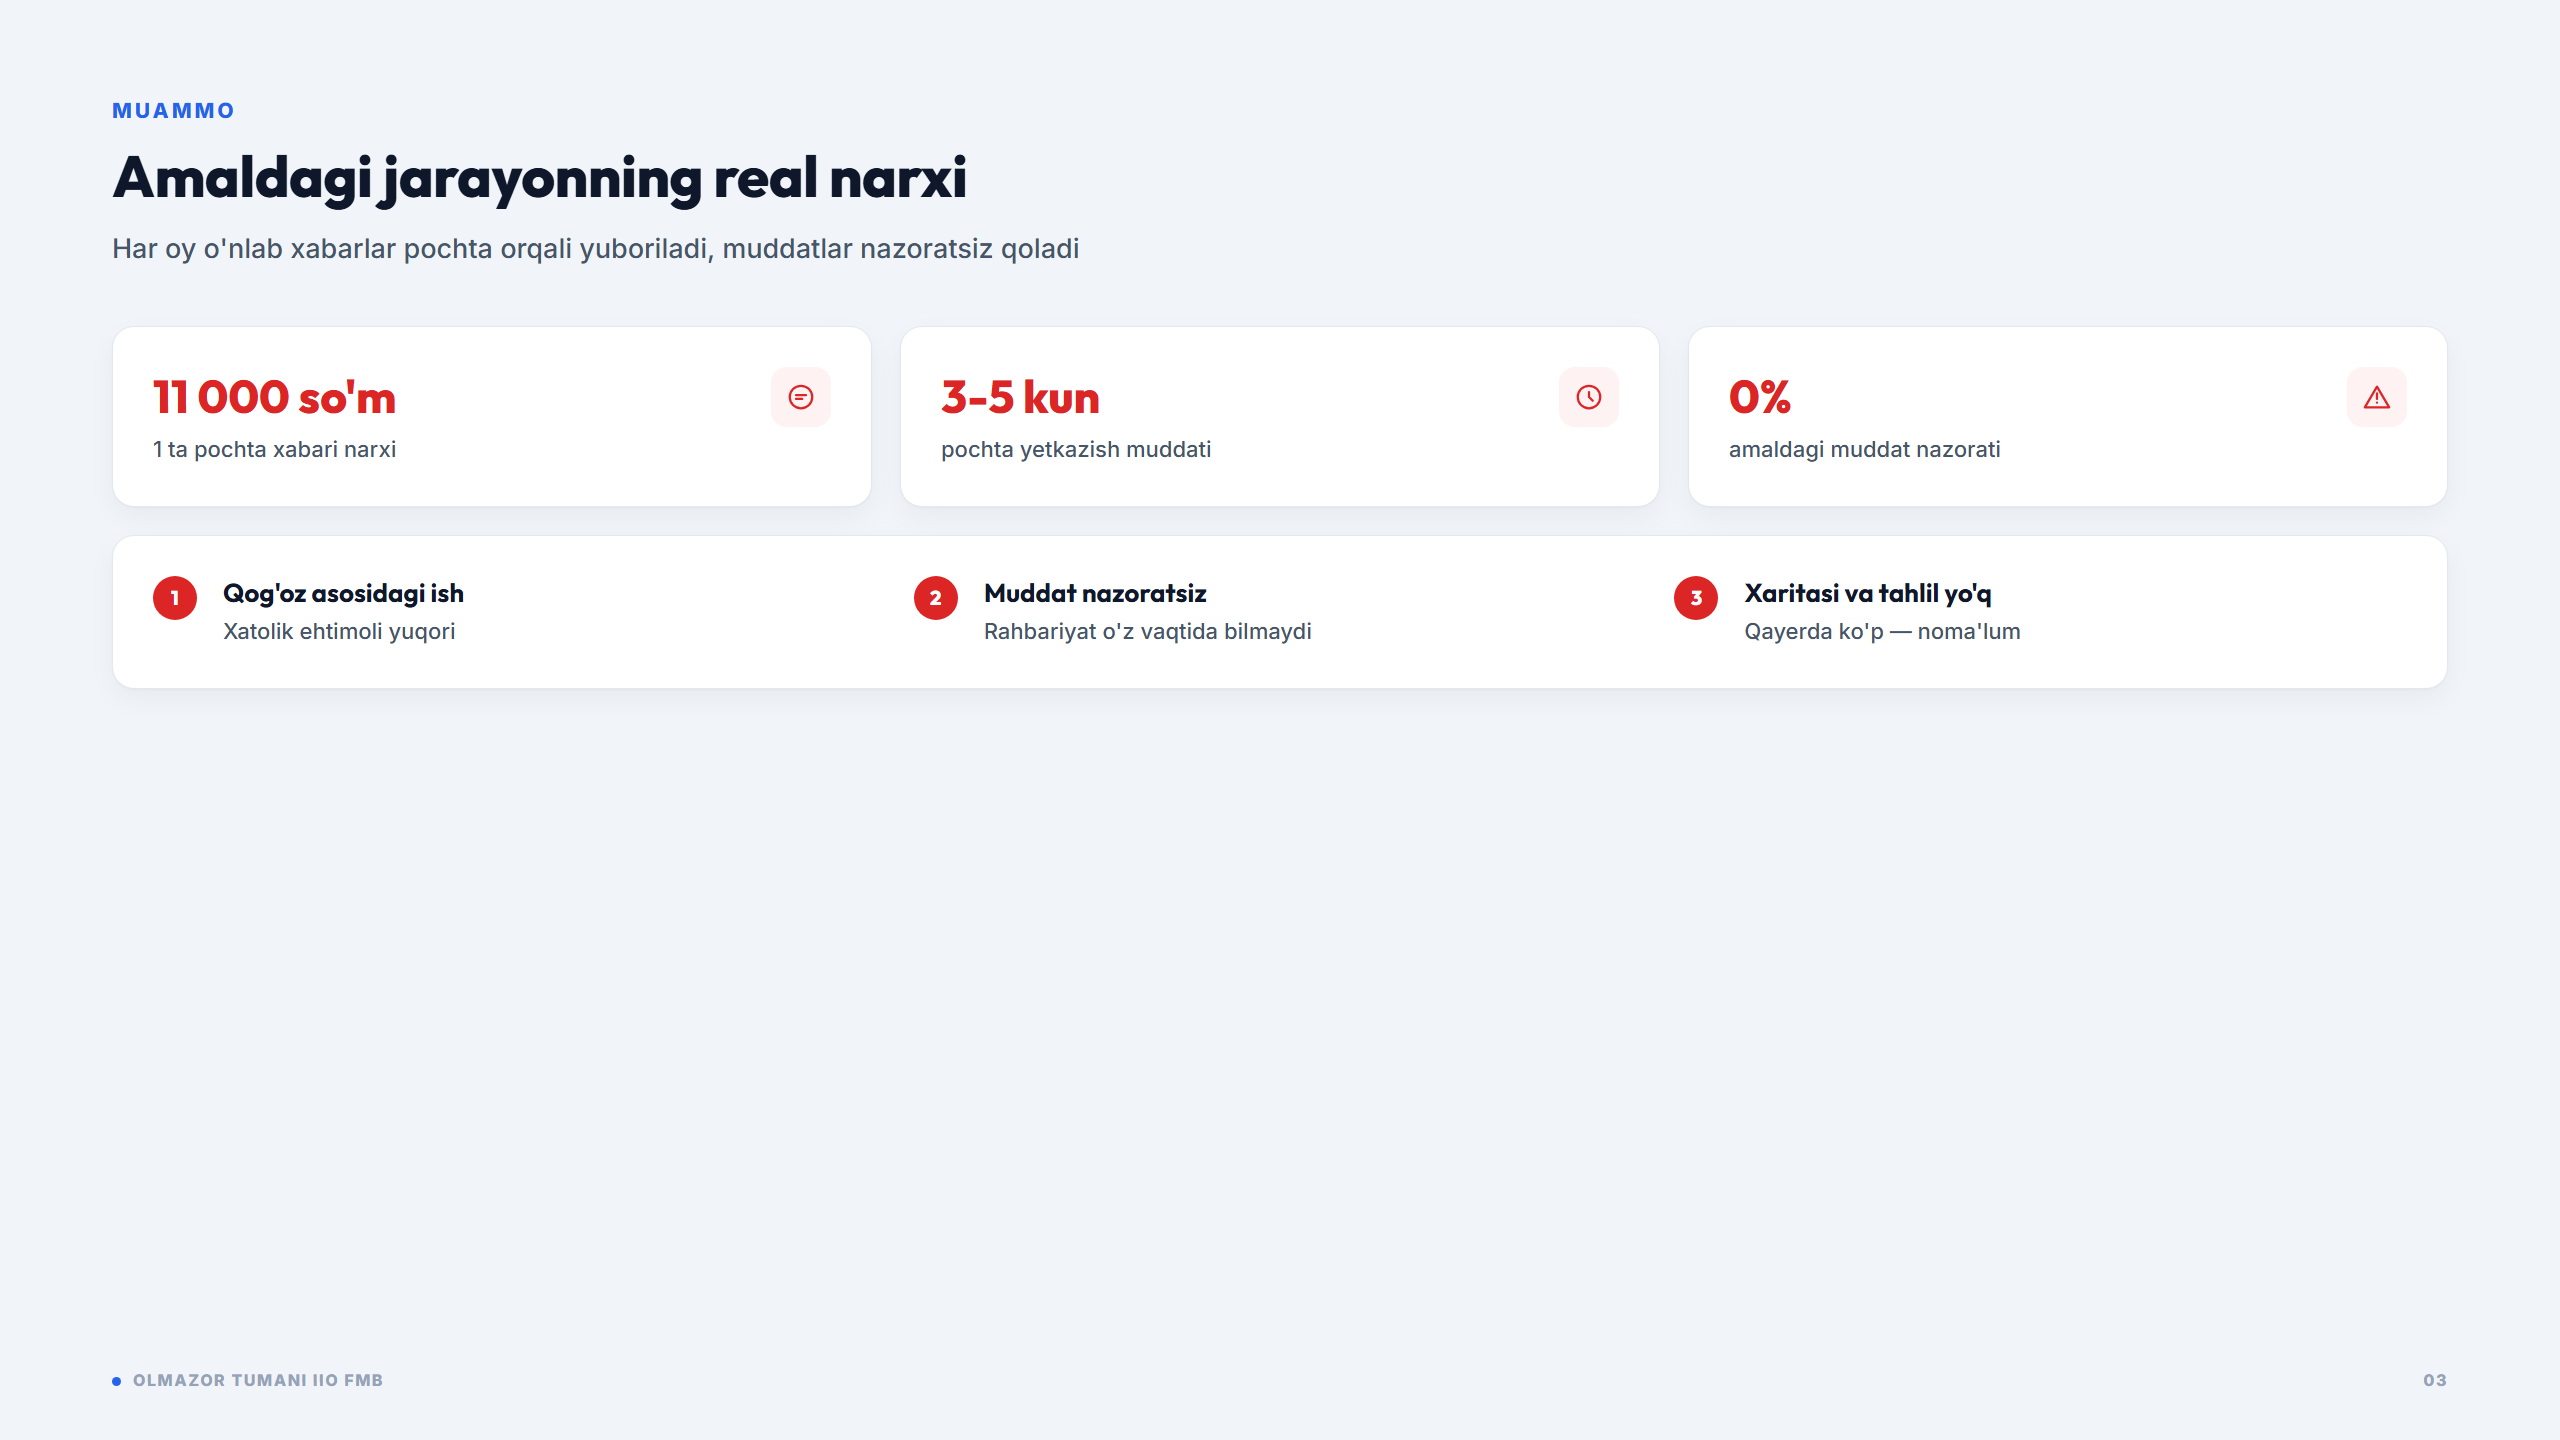 MUAMMO
Amaldagi jarayonning real narxi
Har oy o'nlab xabarlar pochta orqali yuboriladi, muddatlar nazoratsiz qoladi
11 000 so'm
1 ta pochta xabari narxi
3-5 kun
pochta yetkazish muddati
0%
amaldagi muddat nazorati
1
Qog'oz asosidagi ish
Xatolik ehtimoli yuqori
2
Muddat nazoratsiz
Rahbariyat o'z vaqtida bilmaydi
3
Xaritasi va tahlil yo'q
Qayerda ko'p — noma'lum
OLMAZOR TUMANI IIO FMB
03